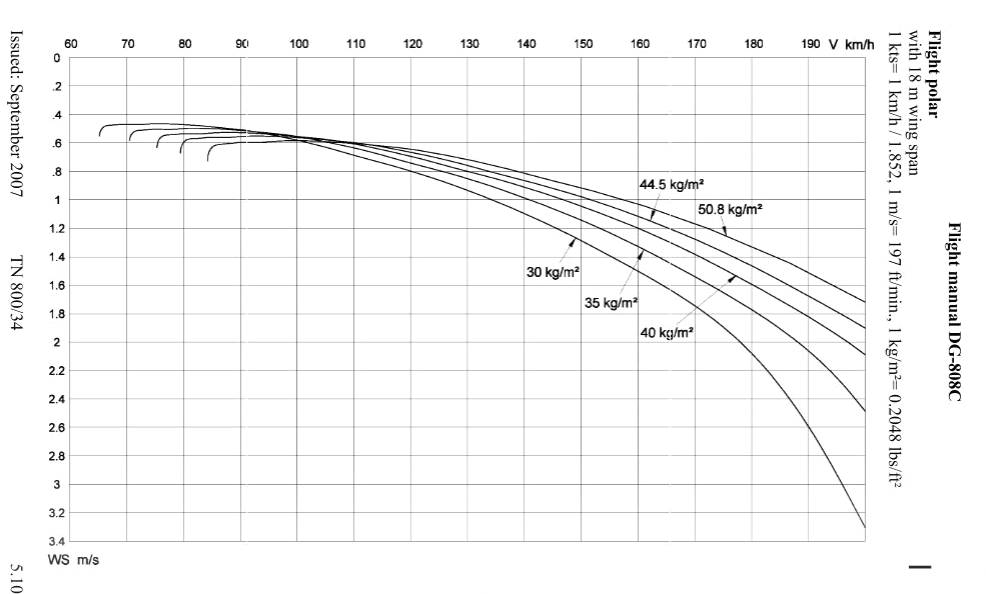 Flight manual DG-808C
Flight polar
with 18 m wing span
1 kts= 1 km/h / 1.852, 1 m/s= 197 ft/min., 1 kg/m²= 0.2048 lbs/ft²
60 70 80 90 100 110 120 130 140 150 160 170 180 190 V km/h
0
.2
.4
.6
.8
1
1.2
1.4
1.6
1.8
2
2.2
2.4
2.6
2.8
3
3.2
3.4
WS m/s
44.5 kg/m²
50.8 kg/m²
30 kg/m²
35 kg/m²
40 kg/m²
Issued: September 2007 TN 800/34 5.10